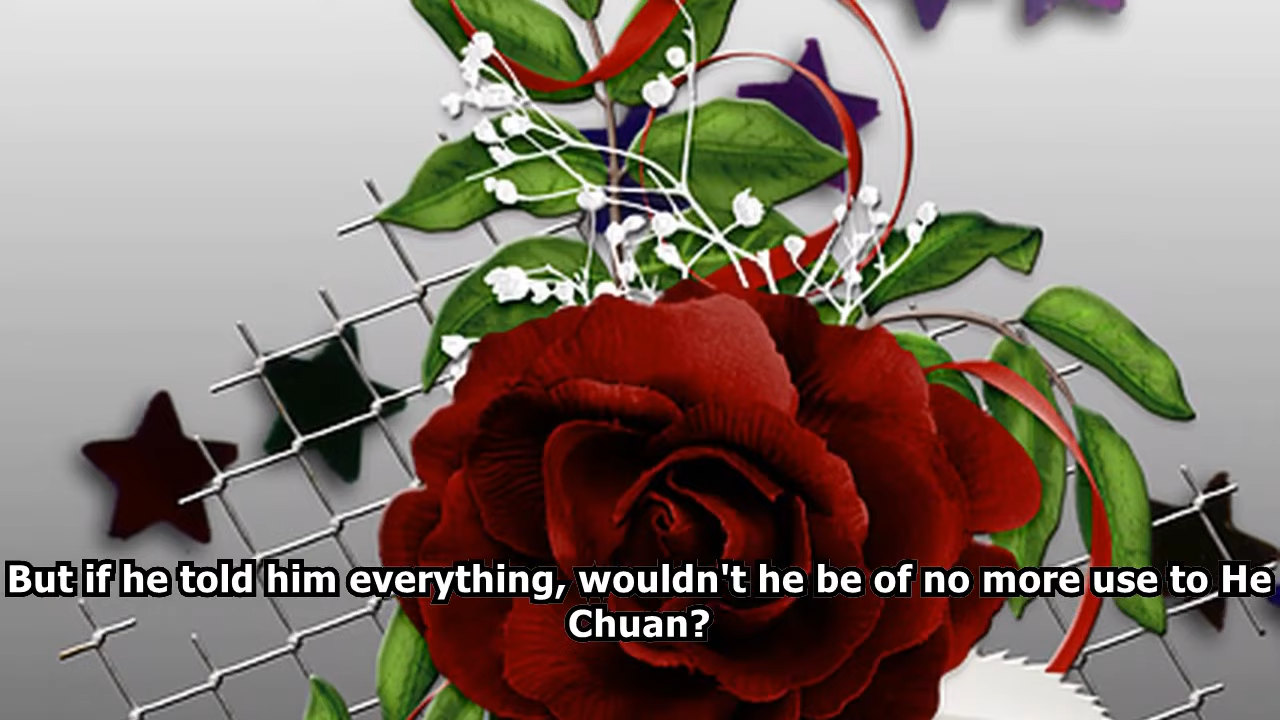 But if he told him everything, wouldn't he be of no more use to He
Chuan?